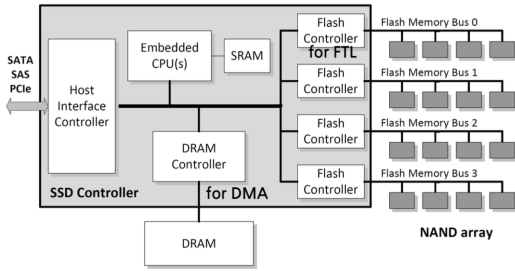 SATA
SAS
PCIe
Host
Interface
Controller
Embedded
CPU(s)
SRAM
DRAM
Controller
SSD Controller
for DMA
DRAM
Flash
Controller
for FTL
Flash
Controller
Flash
Controller
Flash
Controller
Flash Memory Bus 0
Flash Memory Bus 1
Flash Memory Bus 2
Flash Memory Bus 3
NAND array